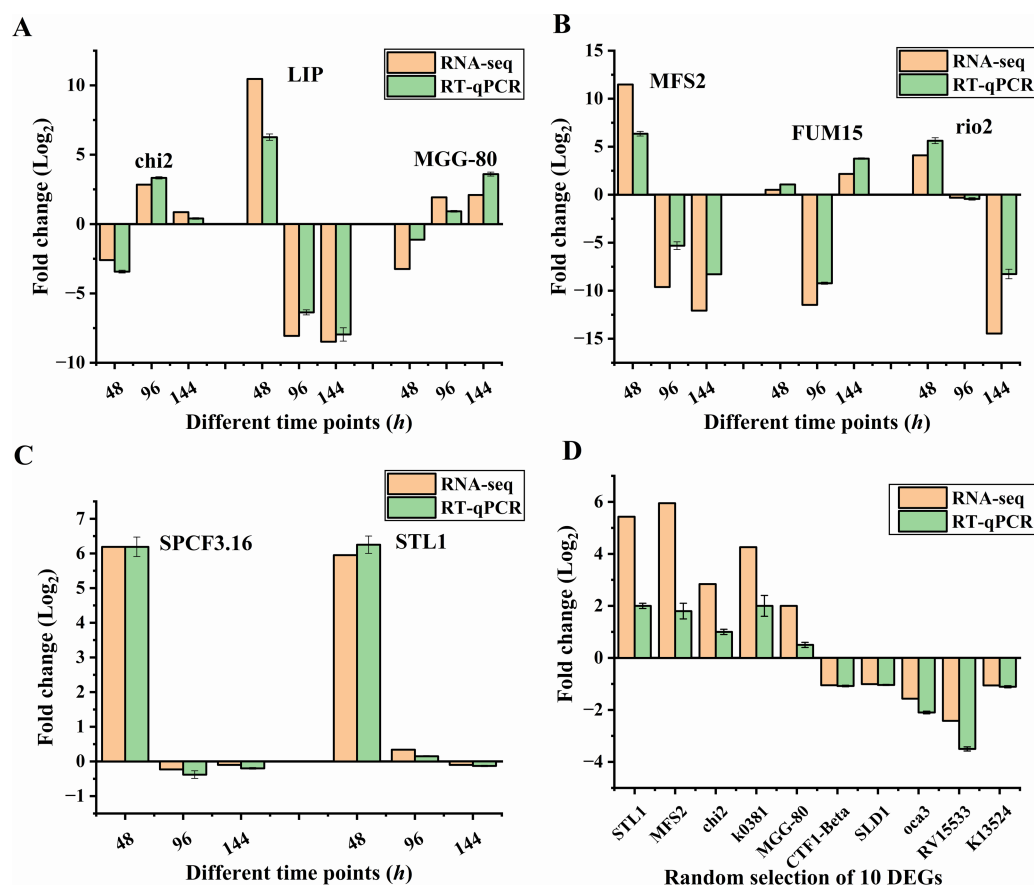 A
RNA-seq
RT-qPCR
LIP
chi2
MGG-80
10
5
0
−5
−10
Fold change (Log2)
48
96
144
48
96
144
48
96
144
Different time points (h)
B
RNA-seq
RT-qPCR
MFS2
FUM15
rio2
15
10
5
0
−5
−10
−15
Fold change (Log2)
48
96
144
48
96
144
48
96
144
Different time points (h)
C
RNA-seq
RT-qPCR
SPCF3.16
STL1
7
6
5
4
3
2
1
0
−1
Fold change (Log2)
48
96
144
48
96
144
Different time points (h)
D
RNA-seq
RT-qPCR
6
4
2
0
−2
−4
Fold change (Log2)
STL1
MFS2
chi2
k0381
MGG-80
CTF1-Beta
SLD1
oca3
RV15533
K13524
Random selection of 10 DEGs